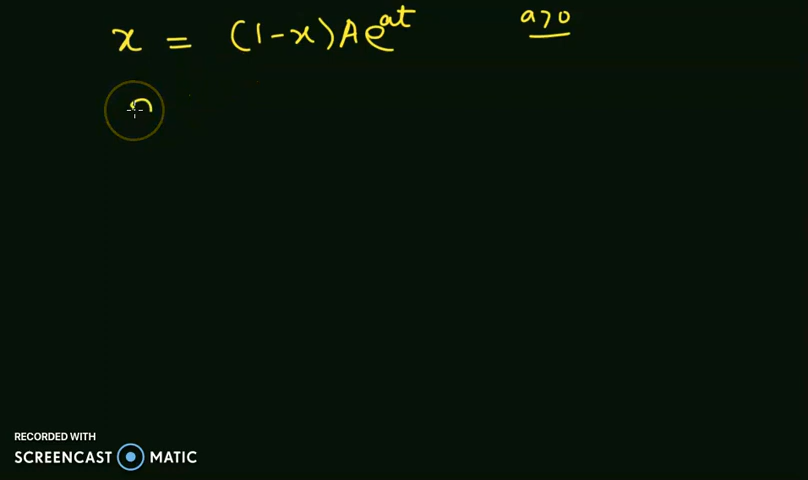 x = (1-x)Ae^{at} a>0
RECORDED WITH
SCREENCAST MATIC